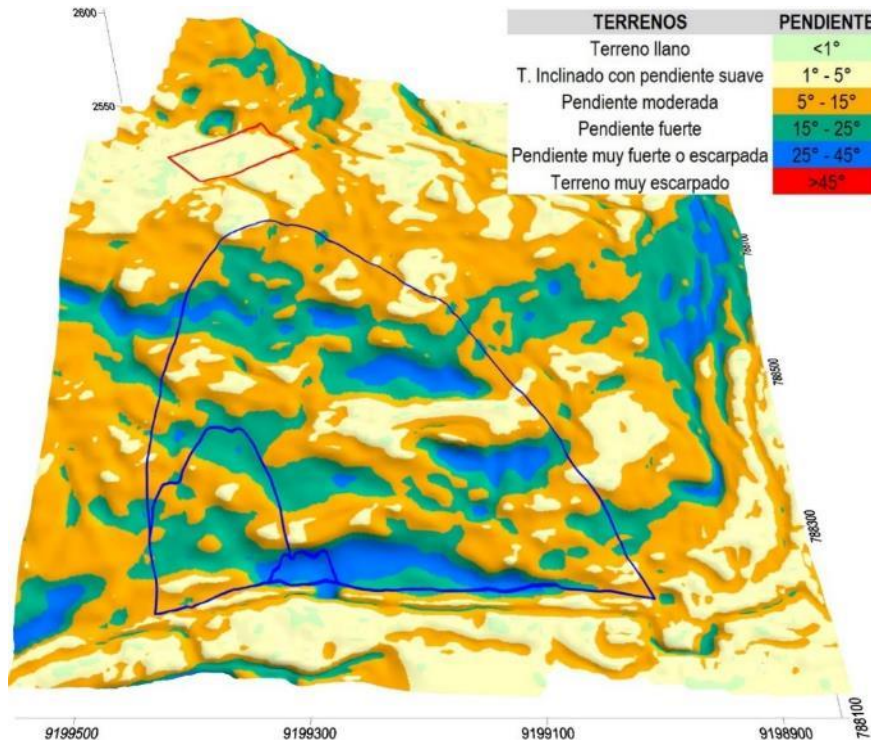 2600
TERRENOS PENDIENTE
Terreno llano <1°
T. Inclinado con pendiente suave 1° - 5°
2550
Pendiente moderada 5° - 15°
Pendiente fuerte 15° - 25°
Pendiente muy fuerte o escarpada 25° - 45°
Terreno muy escarpado >45°
788700
788500
788300
788100
9199500 9199300 9199100 9198900